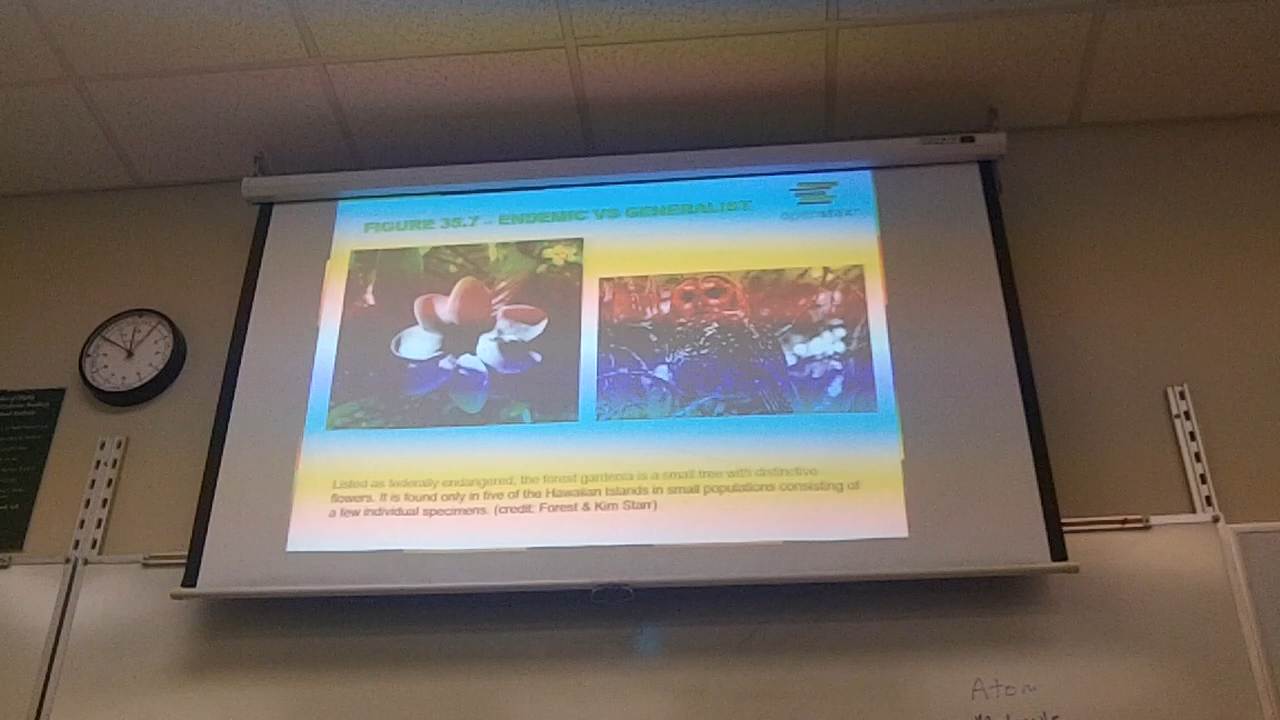 FIGURE 35.7 – ENDEMIC VS GENERALIST
openstax™
Listed as federally endangered, the forest gardenia is a small tree with distinctive
flowers. It is found only in five of the Hawaiian Islands in small populations consisting of
a few individual specimens. (credit: Forest & Kim Starr)
Atom